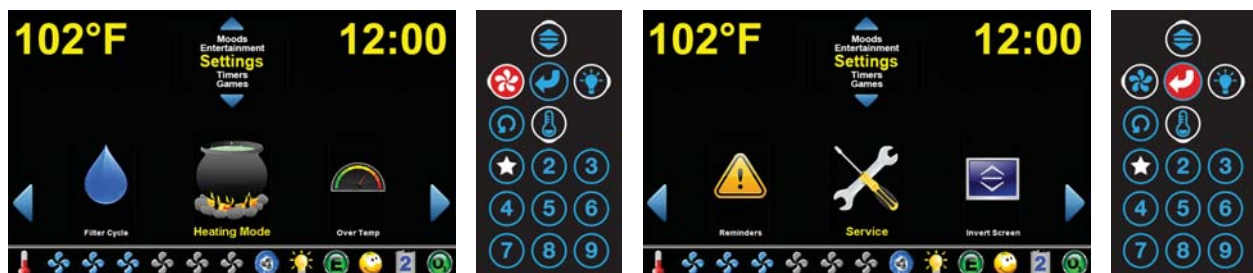 102°F
Moods
Entertainment
Settings
Timers
Games
12:00
Filter Cycle
Heating Mode
Over Temp
E
2
O₃
2 3
4 5 6
7 8 9
102°F
Moods
Entertainment
Settings
Timers
Games
12:00
Reminders
Service
Invert Screen
E
2
O₃
2 3
4 5 6
7 8 9